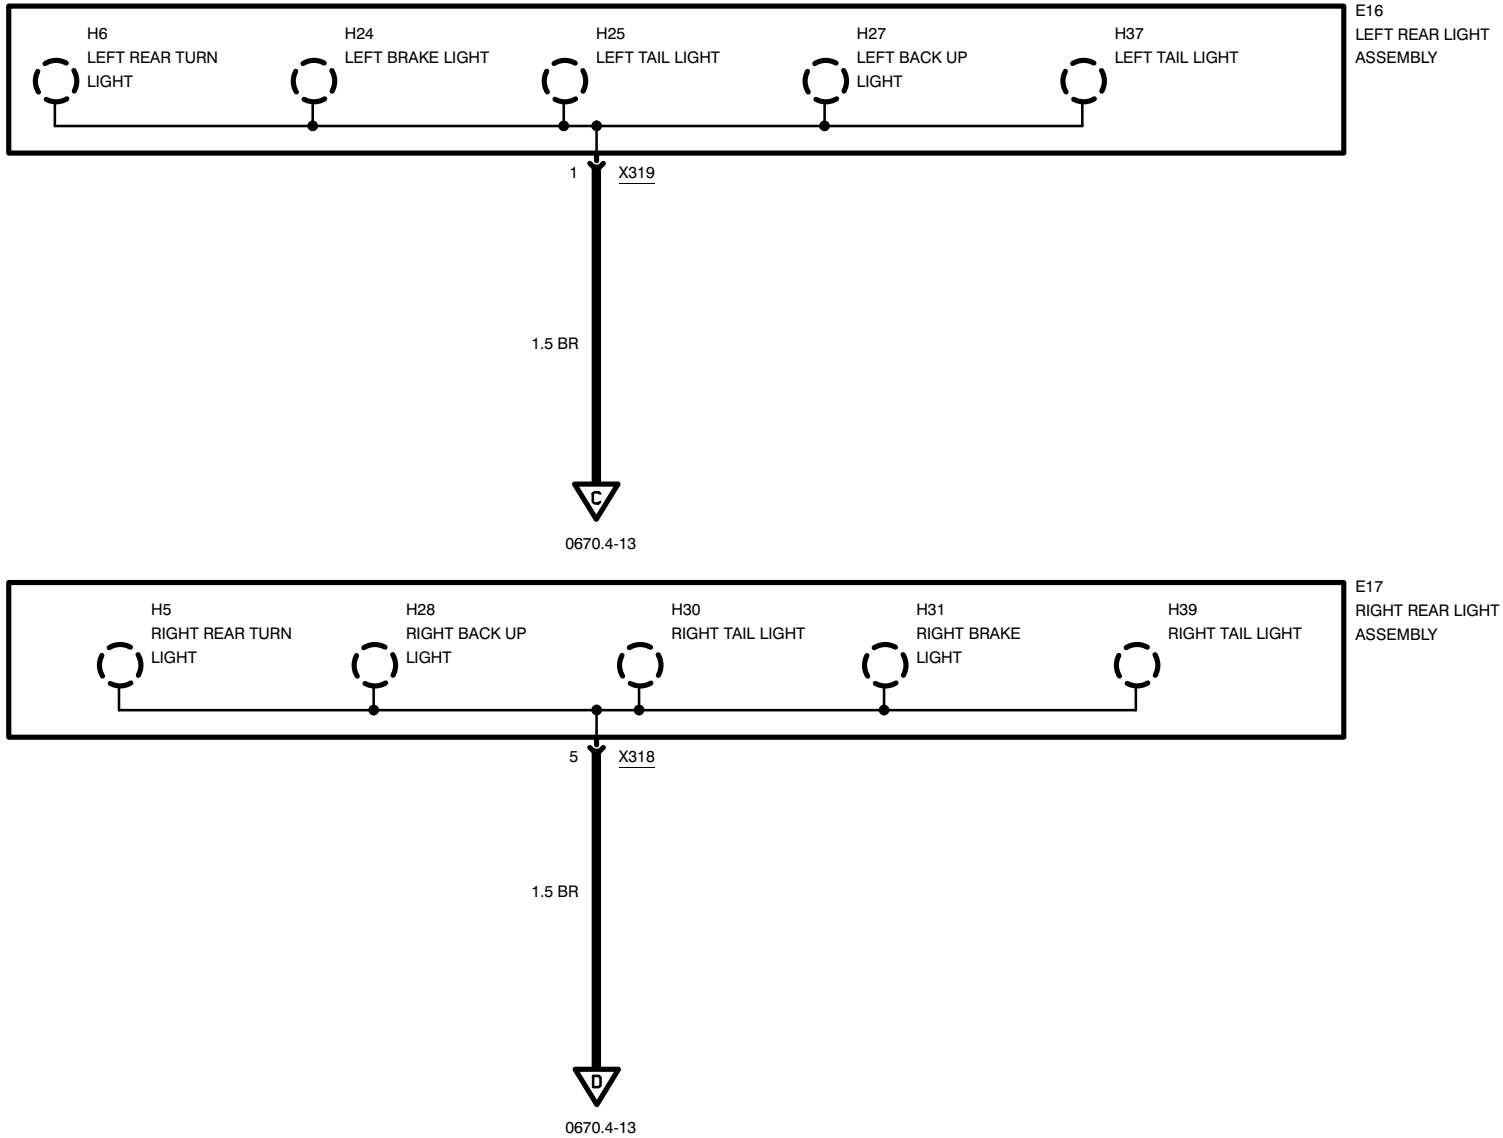 E16
LEFT REAR LIGHT
ASSEMBLY
H6
LEFT REAR TURN
LIGHT
H24
LEFT BRAKE LIGHT
H25
LEFT TAIL LIGHT
H27
LEFT BACK UP
LIGHT
H37
LEFT TAIL LIGHT
1
X319
1.5 BR
C
0670.4-13
E17
RIGHT REAR LIGHT
ASSEMBLY
H5
RIGHT REAR TURN
LIGHT
H28
RIGHT BACK UP
LIGHT
H30
RIGHT TAIL LIGHT
H31
RIGHT BRAKE
LIGHT
H39
RIGHT TAIL LIGHT
5
X318
1.5 BR
D
0670.4-13